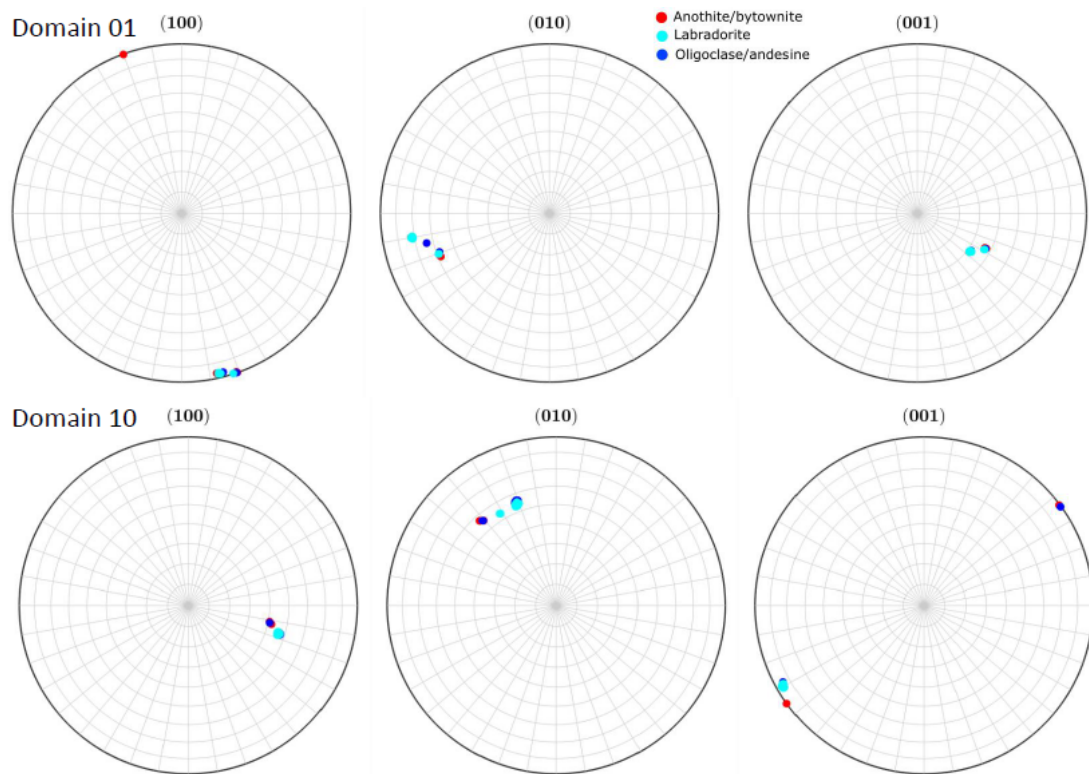 Domain 01
(100)
(010)
(001)
Anothite/bytownite
Labradorite
Oligoclase/andesine
Domain 10
(100)
(010)
(001)